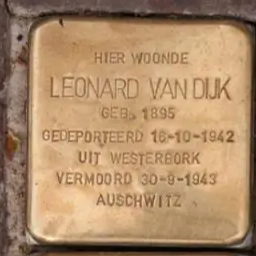 HIER WOONDE
LEONARD VAN DIJK
GEB. 1895
GEDEPORTEERD 16-10-1942
UIT WESTERBORK
VERMOORD 30-9-1943
AUSCHWITZ